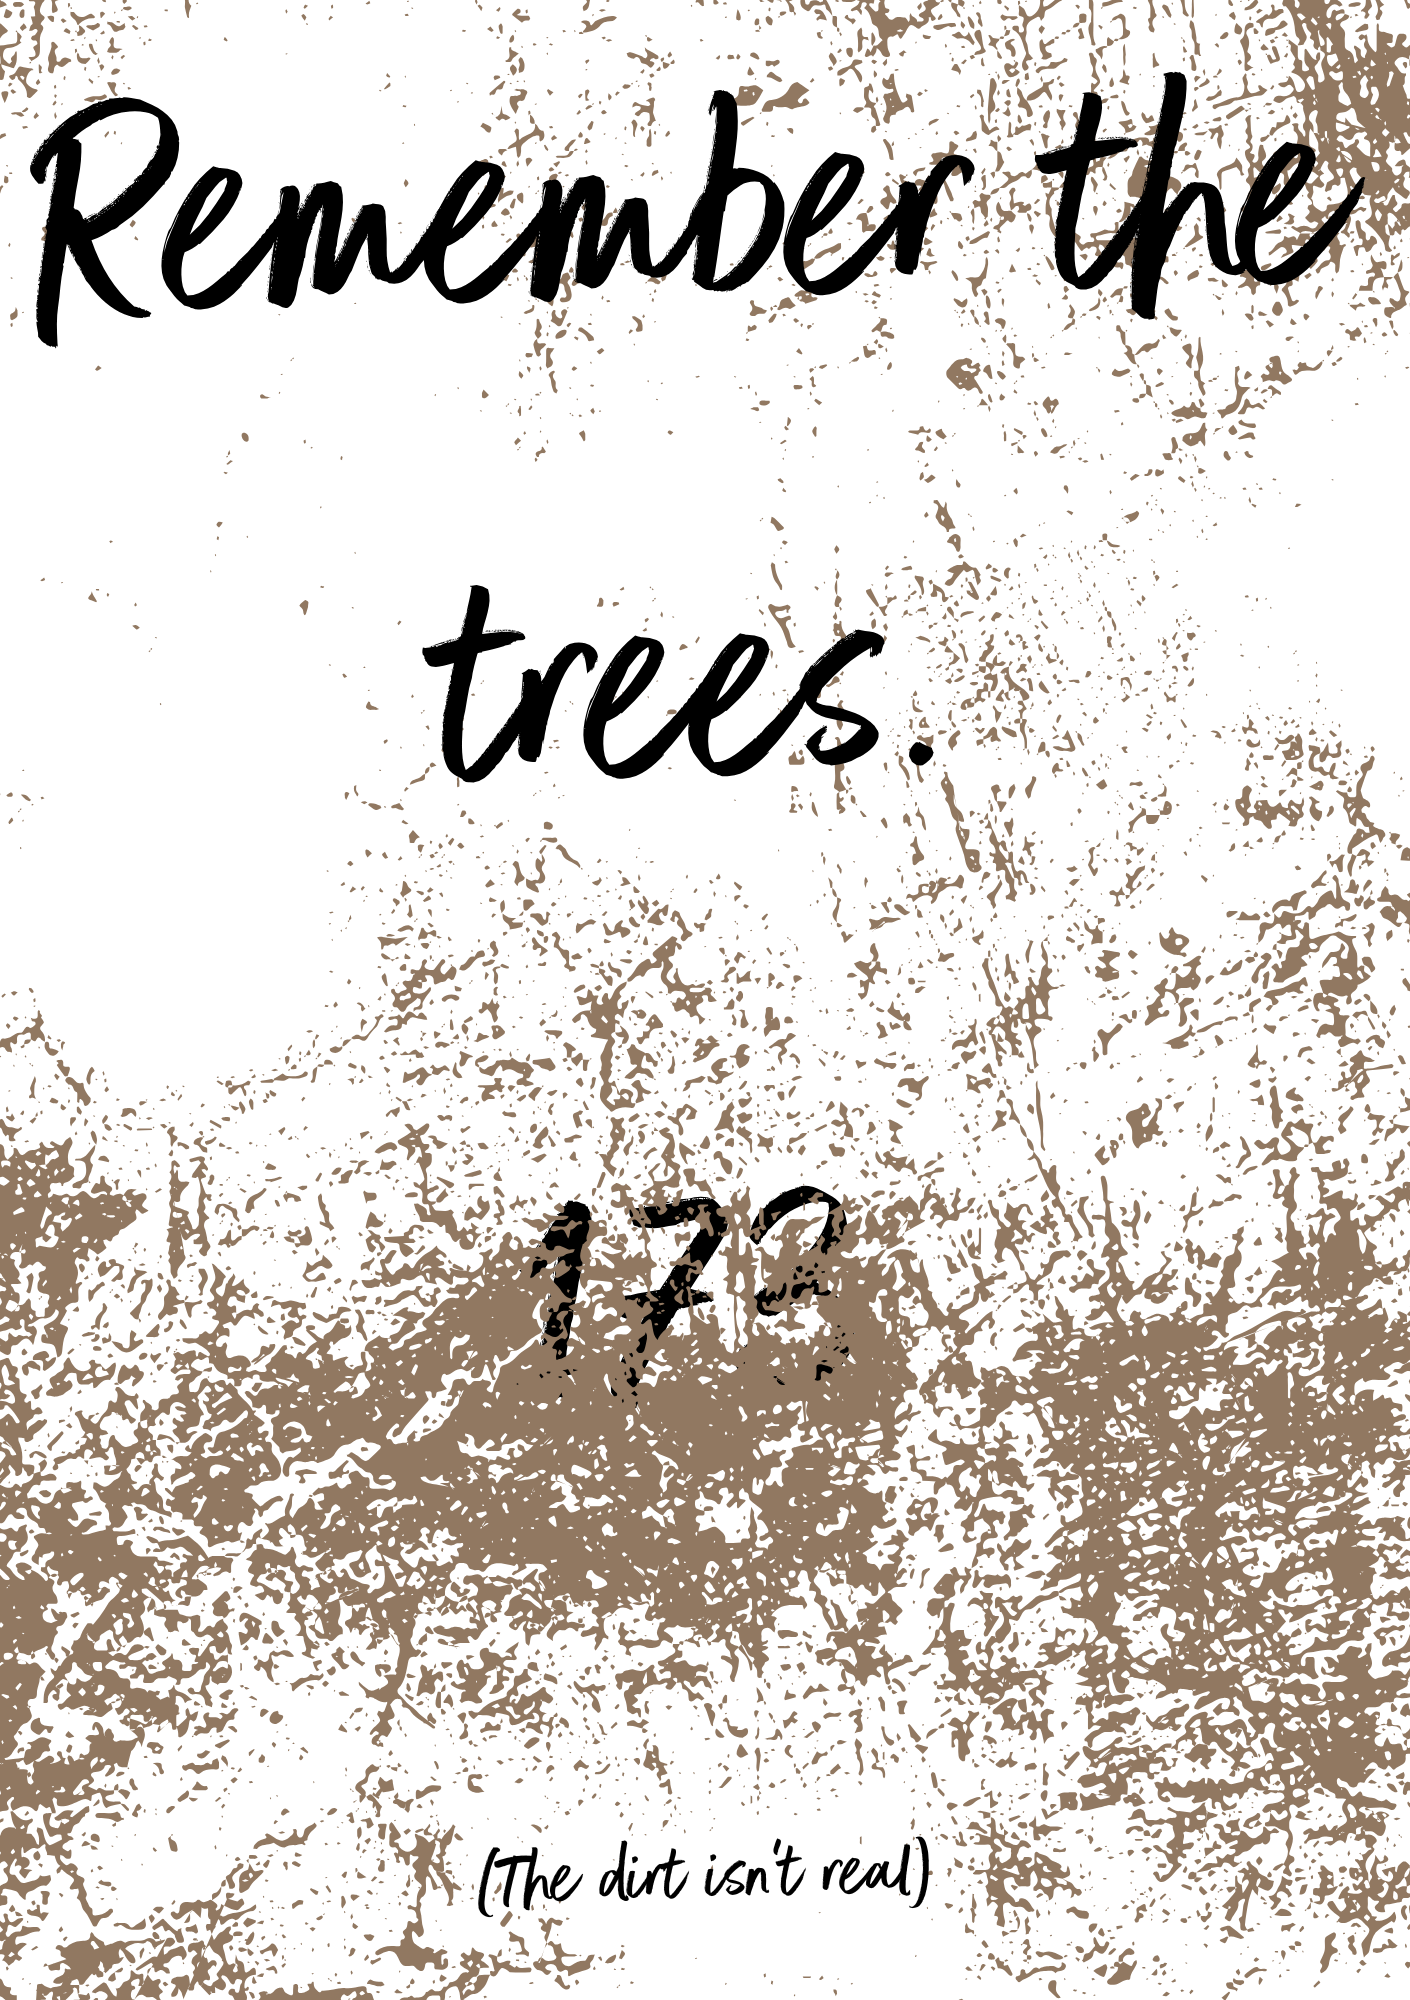 Remember the
trees.
(The dirt isn't real)